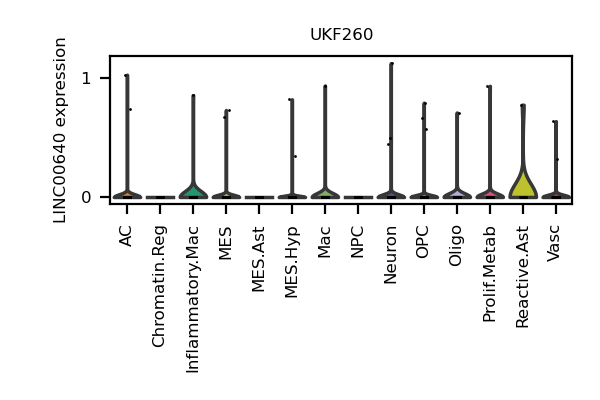 UKF260
LINC00640 expression
1
0
AC
Chromatin.Reg
Inflammatory.Mac
MES
MES.Ast
MES.Hyp
Mac
NPC
Neuron
OPC
Oligo
Prolif.Metab
Reactive.Ast
Vasc